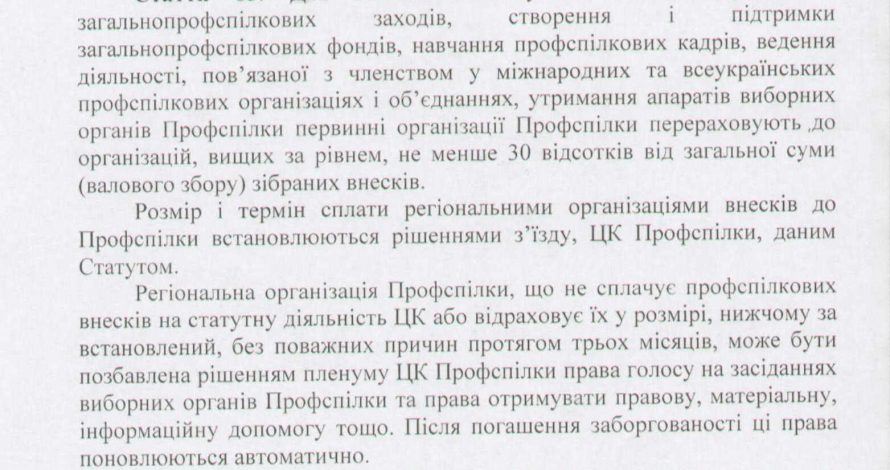 загальнопрофспілкових заходів, створення і підтримки
загальнопрофспілкових фондів, навчання профспілкових кадрів, ведення
діяльності, пов’язаної з членством у міжнародних та всеукраїнських
профспілкових організаціях і об’єднаннях, утримання апаратів виборних
органів Профспілки первинні організації Профспілки перераховують до
організацій, вищих за рівнем, не менше 30 відсотків від загальної суми
(валового збору) зібраних внесків.
Розмір і термін сплати регіональними організаціями внесків до
Профспілки встановлюються рішеннями з’їзду, ЦК Профспілки, даним
Статутом.
Регіональна організація Профспілки, що не сплачує профспілкових
внесків на статутну діяльність ЦК або відраховує їх у розмірі, нижчому за
встановлений, без поважних причин протягом трьох місяців, може бути
позбавлена рішенням пленуму ЦК Профспілки права голосу на засіданнях
виборних органів Профспілки та права отримувати правову, матеріальну,
інформаційну допомогу тощо. Після погашення заборгованості ці права
поновлюються автоматично.